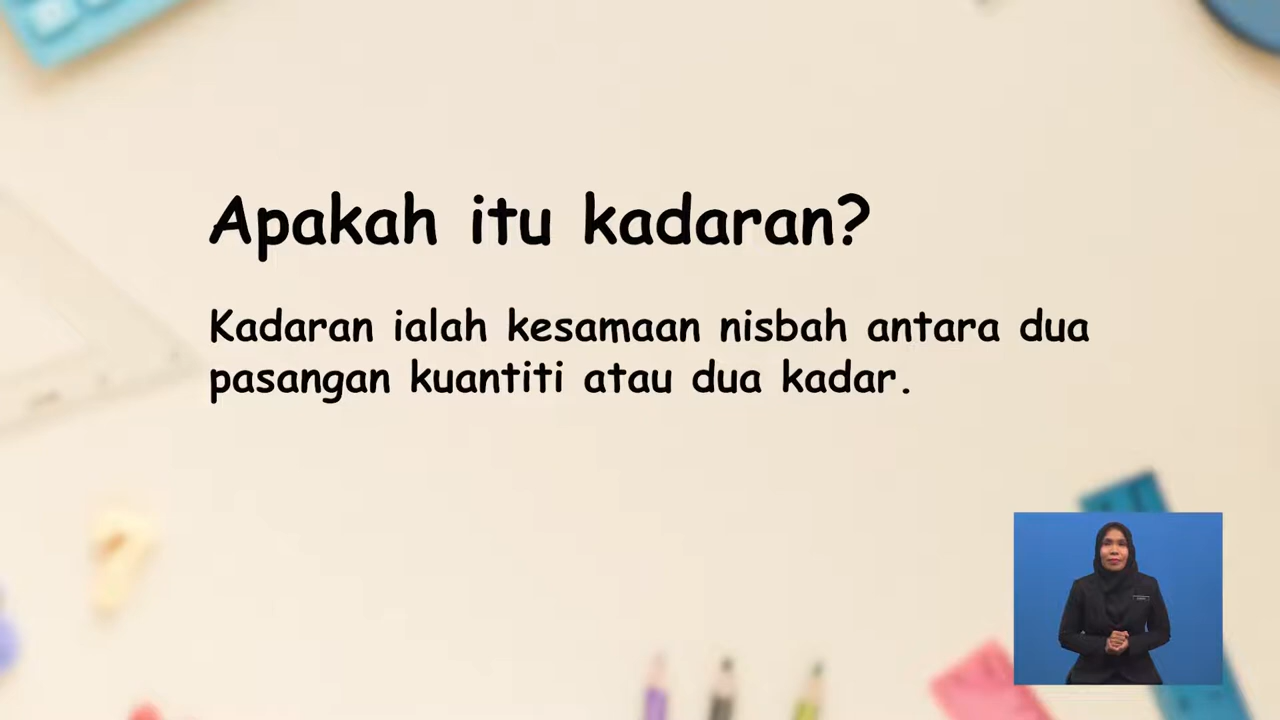 Apakah itu kadaran?
Kadaran ialah kesamaan nisbah antara dua
pasangan kuantiti atau dua kadar.